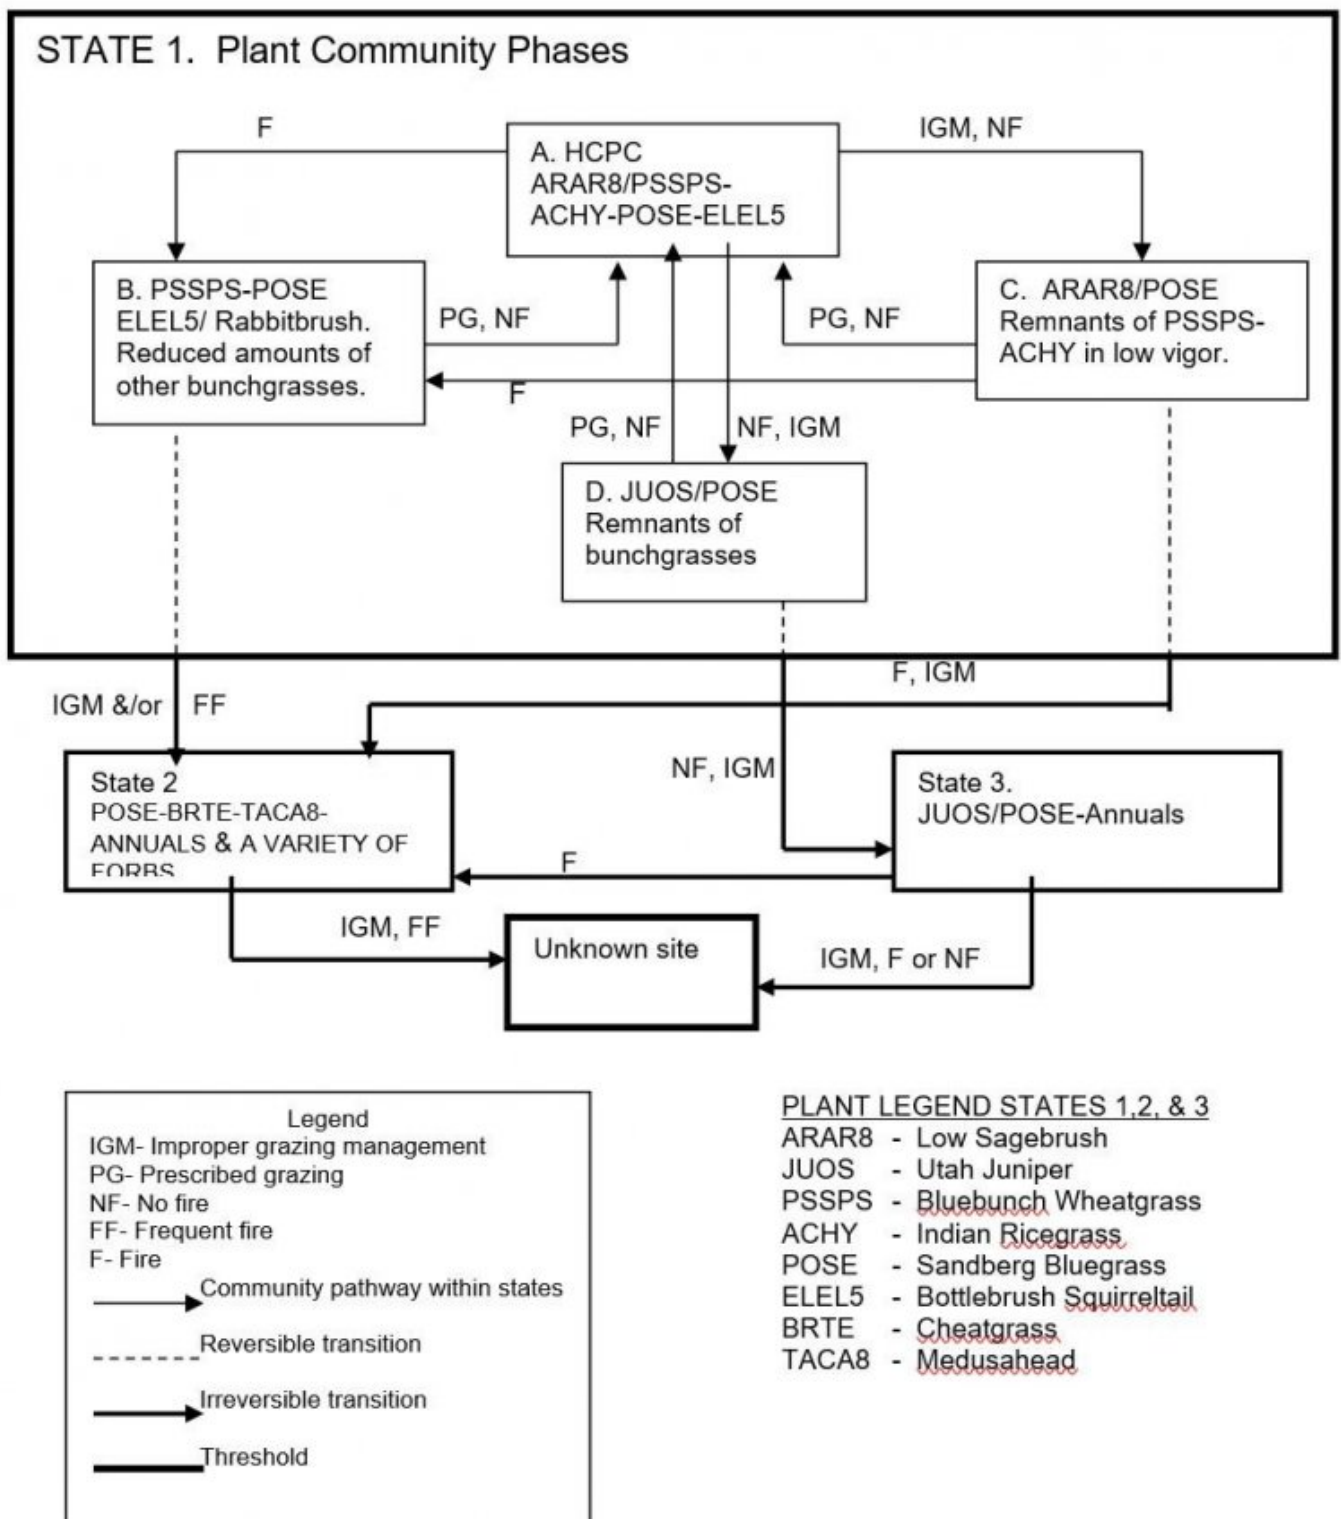 STATE 1. Plant Community Phases
F
IGM, NF
A. HCPC
ARAR8/PSSPS-
ACHY-POSE-ELEL5
B. PSSPS-POSE
ELEL5/ Rabbitbrush.
Reduced amounts of
other bunchgrasses.
PG, NF
PG, NF
C. ARAR8/POSE
Remnants of PSSPS-
ACHY in low vigor.
F
PG, NF
NF, IGM
D. JUOS/POSE
Remnants of
bunchgrasses
F, IGM
IGM &/or FF
NF, IGM
State 2
POSE-BRTE-TACA8-
ANNUALS & A VARIETY OF
FORBS
State 3.
JUOS/POSE-Annuals
F
IGM, FF
Unknown site
IGM, F or NF
Legend
IGM- Improper grazing management
PG- Prescribed grazing
NF- No fire
FF- Frequent fire
F- Fire
Community pathway within states
Reversible transition
Irreversible transition
Threshold
PLANT LEGEND STATES 1,2, & 3
ARAR8 - Low Sagebrush
JUOS - Utah Juniper
PSSPS - Bluebunch Wheatgrass
ACHY - Indian Ricegrass
POSE - Sandberg Bluegrass
ELEL5 - Bottlebrush Squirreltail
BRTE - Cheatgrass
TACA8 - Medusahead